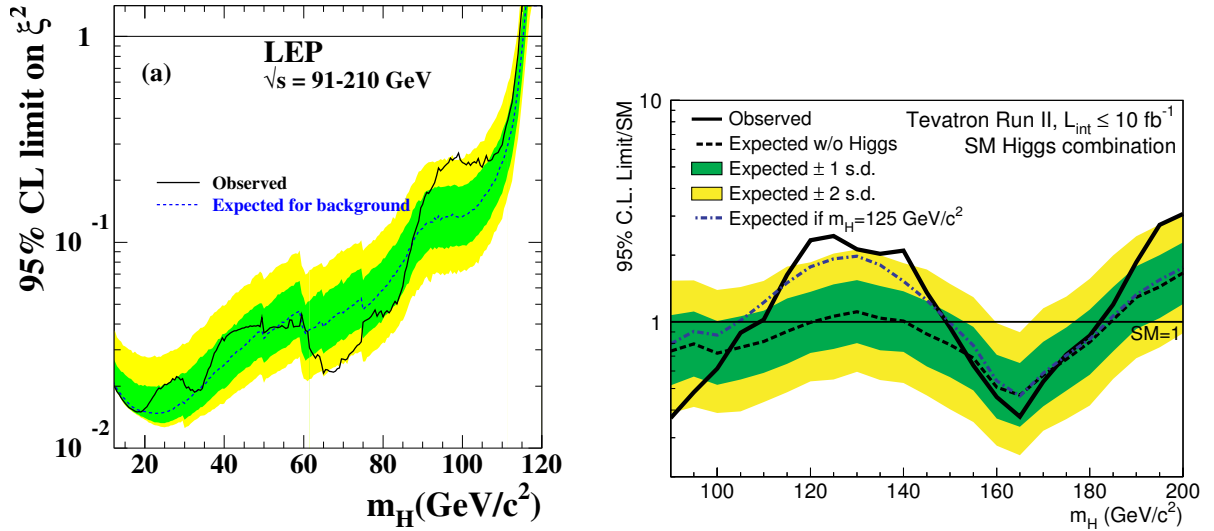 95% CL limit on ξ²
1
10⁻¹
10⁻²
(a)
LEP
√s = 91-210 GeV
Observed
Expected for background
20 40 60 80 100 120
m_H(GeV/c²)
95% C.L. Limit/SM
10
1
Observed
Expected w/o Higgs
Expected ± 1 s.d.
Expected ± 2 s.d.
Expected if m_H=125 GeV/c²
Tevatron Run II, L_int ≤ 10 fb⁻¹
SM Higgs combination
SM=1
100 120 140 160 180 200
m_H (GeV/c²)